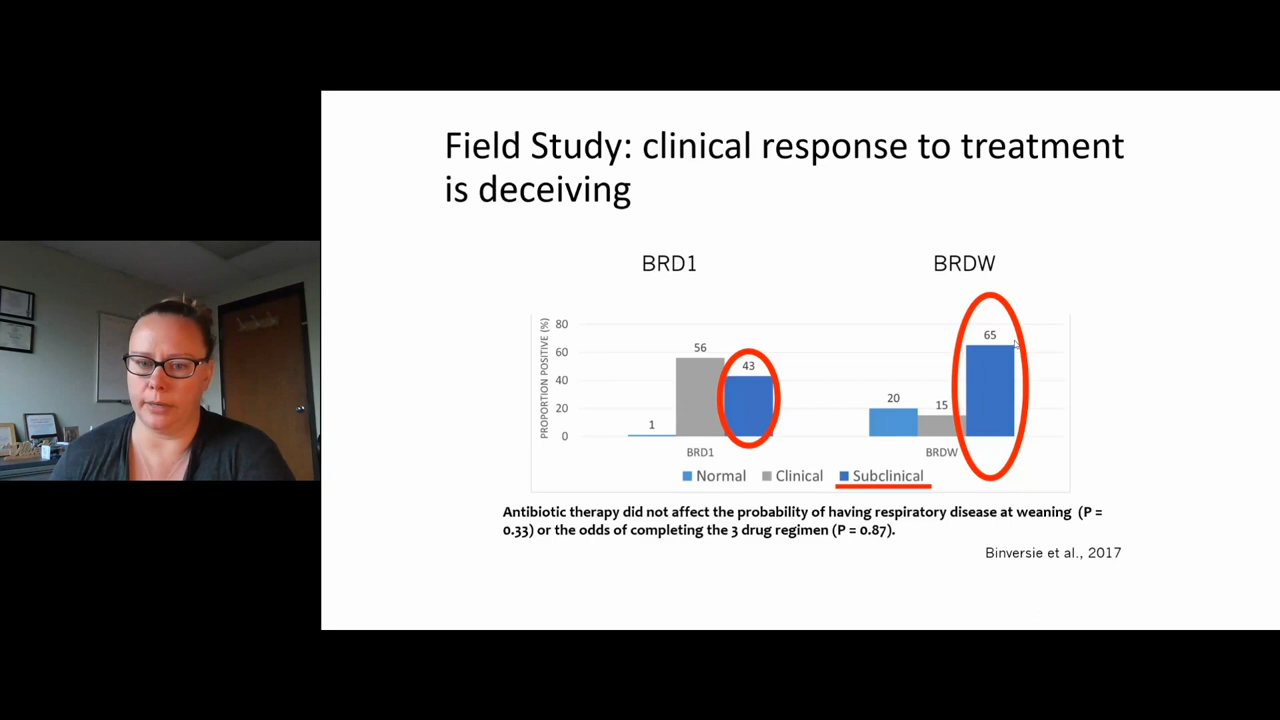 Field Study: clinical response to treatment
is deceiving
BRD1
BRDW
PROPORTION POSITIVE (%)
80
60
40
20
0
1
56
43
20
15
65
BRD1
BRDW
Normal
Clinical
Subclinical
Antibiotic therapy did not affect the probability of having respiratory disease at weaning (P =
0.33) or the odds of completing the 3 drug regimen (P = 0.87).
Binversie et al., 2017